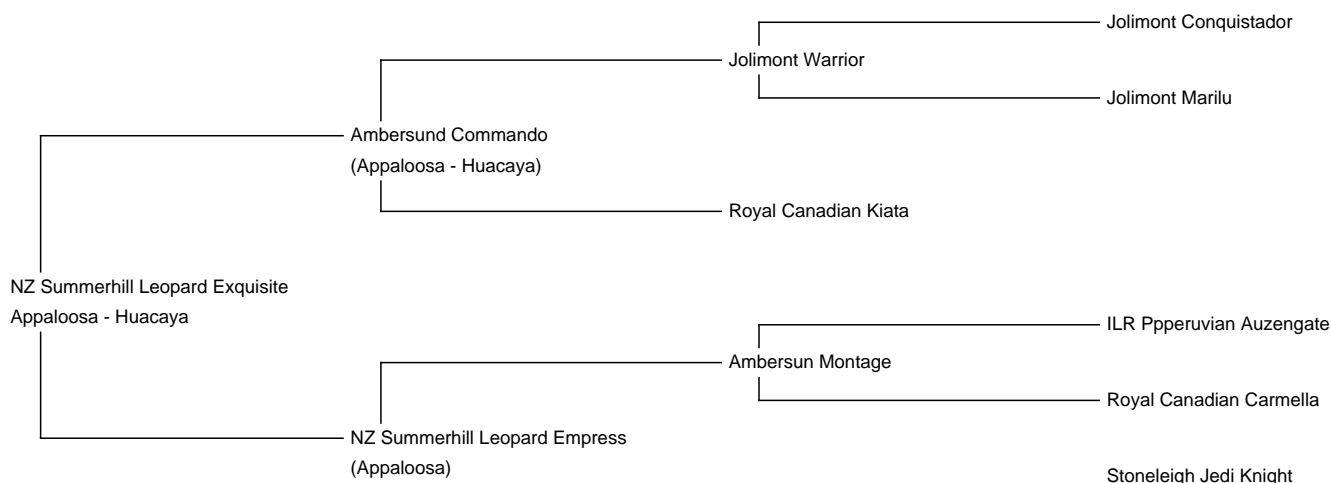 Jolimont Conquistador
Jolimont Warrior
Jolimont Marilu
Ambersund Commando
(Appaloosa - Huacaya)
Royal Canadian Kiata
NZ Summerhill Leopard Exquisite
Appaloosa - Huacaya
ILR Ppperuvian Auzengate
Ambersun Montage
Royal Canadian Carmella
NZ Summerhill Leopard Empress
(Appaloosa)
Stoneleigh Jedi Knight